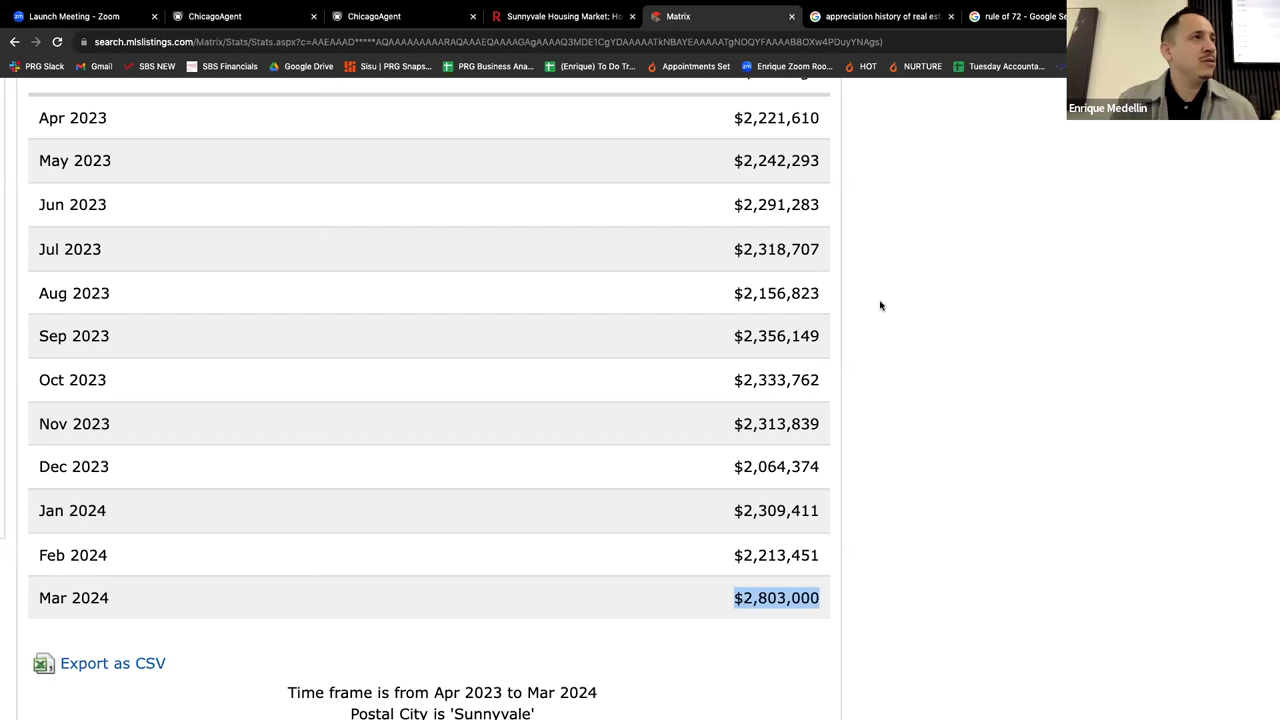 Launch Meeting - Zoom
ChicagoAgent
ChicagoAgent
Sunnyvale Housing Market: Ho
Matrix
appreciation history of real est
rule of 72 - Google Se
search.mlslistings.com/Matrix/Stats/Stats.aspx?c=AAEAAAD*****AQAAAAAAAAARAQAAAEQAAAAGAgAAAAQ3MDE1CgYDAAAAATkNBAYEAAAAATgNOQYFAAAAB8OXw4PDuyYNAgs)
PRG Slack
Gmail
SBS NEW
SBS Financials
Google Drive
Sisu | PRG Snaps...
PRG Business Ana...
(Enrique) To Do Tr...
Appointments Set
Enrique Zoom Roo...
HOT
NURTURE
Tuesday Accounta...
Enrique Medellin
Apr 2023 $2,221,610
May 2023 $2,242,293
Jun 2023 $2,291,283
Jul 2023 $2,318,707
Aug 2023 $2,156,823
Sep 2023 $2,356,149
Oct 2023 $2,333,762
Nov 2023 $2,313,839
Dec 2023 $2,064,374
Jan 2024 $2,309,411
Feb 2024 $2,213,451
Mar 2024 $2,803,000
Export as CSV
Time frame is from Apr 2023 to Mar 2024
Postal City is 'Sunnyvale'